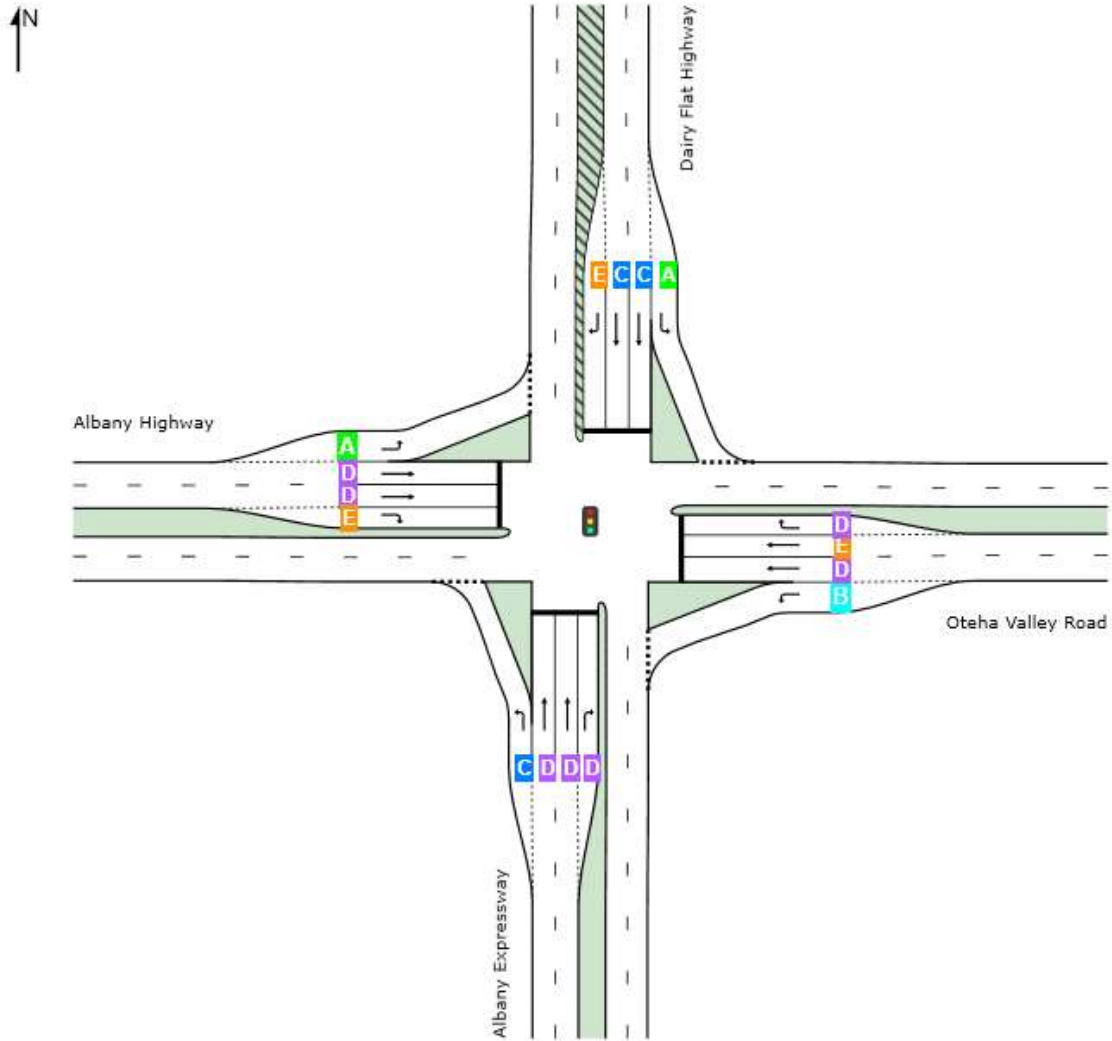 N
Dairy Flat Highway
E C C A
Albany Highway
A
D
D
E
D
E
D
B
Oteha Valley Road
C D D D
Albany Expressway